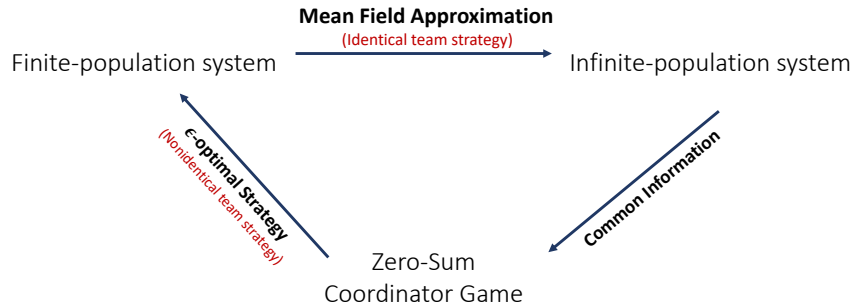 Mean Field Approximation
(Identical team strategy)
Finite-population system
Infinite-population system
ϵ-optimal Strategy
(Nonidentical team strategy)
Common Information
Zero-Sum
Coordinator Game